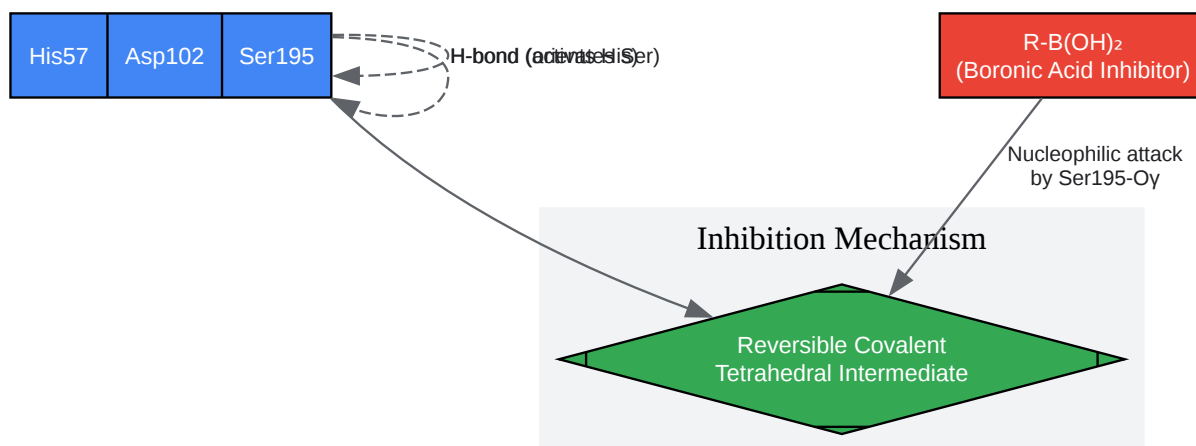 His57
Asp102
Ser195
H-bond
R-B(OH)₂
(Boronic Acid Inhibitor)
Nucleophilic attack
by Ser195-Oγ
Inhibition Mechanism
Reversible Covalent
Tetrahedral Intermediate